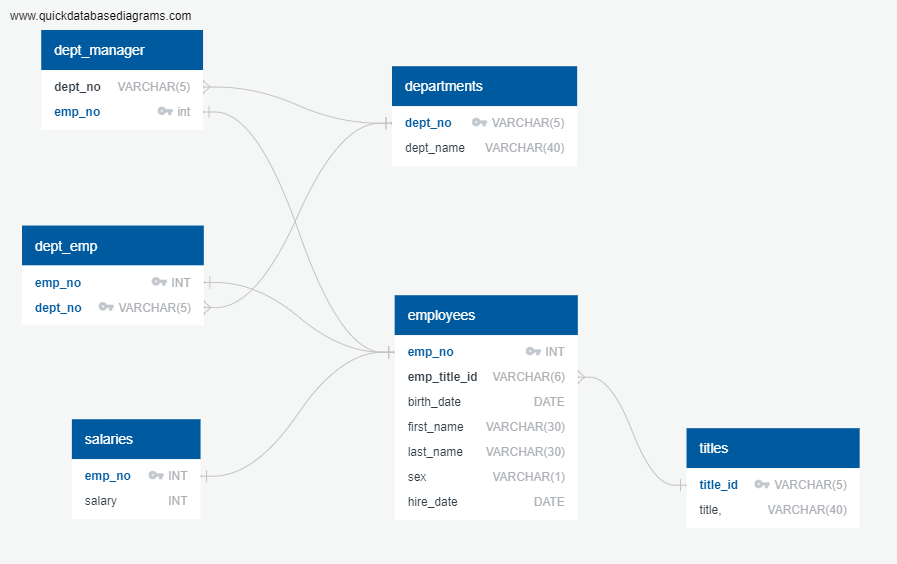 www.quickdatabasediagrams.com
dept_manager
dept_no VARCHAR(5)
emp_no int
departments
dept_no VARCHAR(5)
dept_name VARCHAR(40)
dept_emp
emp_no INT
dept_no VARCHAR(5)
employees
emp_no INT
emp_title_id VARCHAR(6)
birth_date DATE
first_name VARCHAR(30)
last_name VARCHAR(30)
sex VARCHAR(1)
hire_date DATE
salaries
emp_no INT
salary INT
titles
title_id VARCHAR(5)
title, VARCHAR(40)